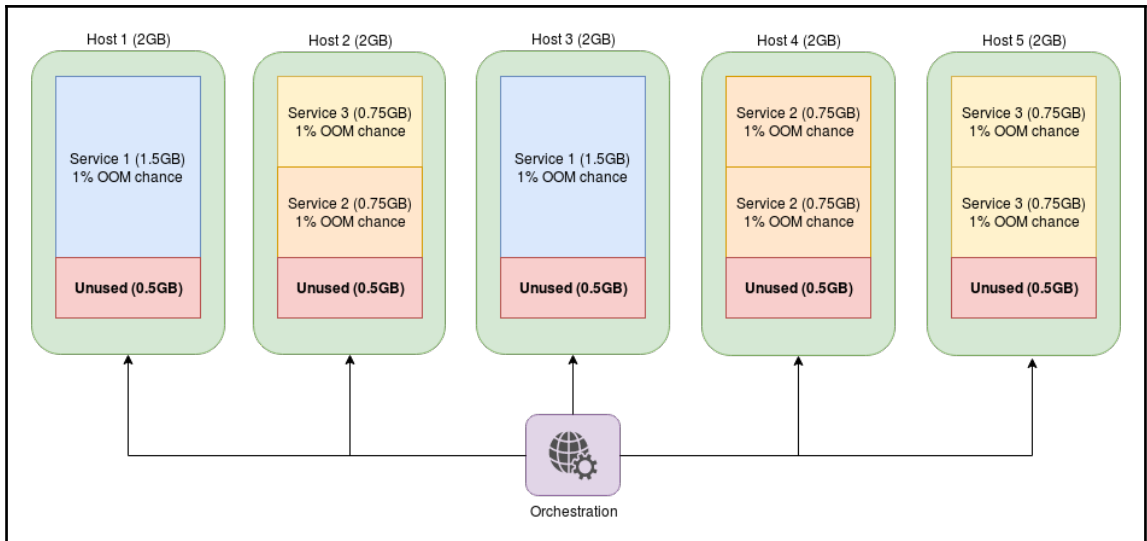 Host 1 (2GB)
Service 1 (1.5GB)
1% OOM chance
Unused (0.5GB)
Host 2 (2GB)
Service 3 (0.75GB)
1% OOM chance
Service 2 (0.75GB)
1% OOM chance
Unused (0.5GB)
Host 3 (2GB)
Service 1 (1.5GB)
1% OOM chance
Unused (0.5GB)
Host 4 (2GB)
Service 2 (0.75GB)
1% OOM chance
Service 2 (0.75GB)
1% OOM chance
Unused (0.5GB)
Host 5 (2GB)
Service 3 (0.75GB)
1% OOM chance
Service 3 (0.75GB)
1% OOM chance
Unused (0.5GB)
Orchestration